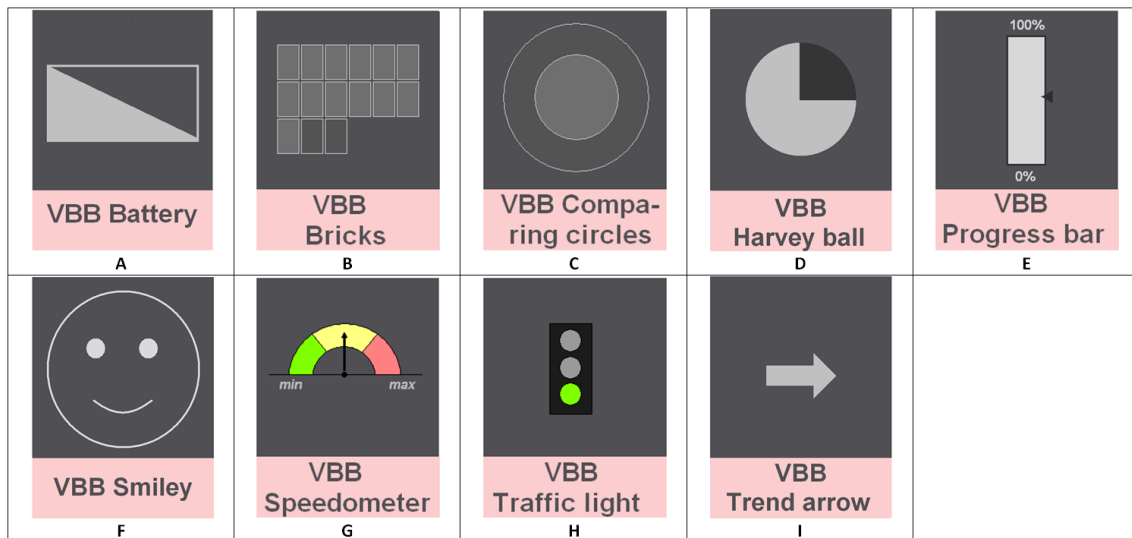 VBB Battery
A
VBB
Bricks
B
VBB Compa-
ring circles
C
VBB
Harvey ball
D
100%
0%
VBB
Progress bar
E
VBB Smiley
F
min max
VBB
Speedometer
G
VBB
Traffic light
H
VBB
Trend arrow
I